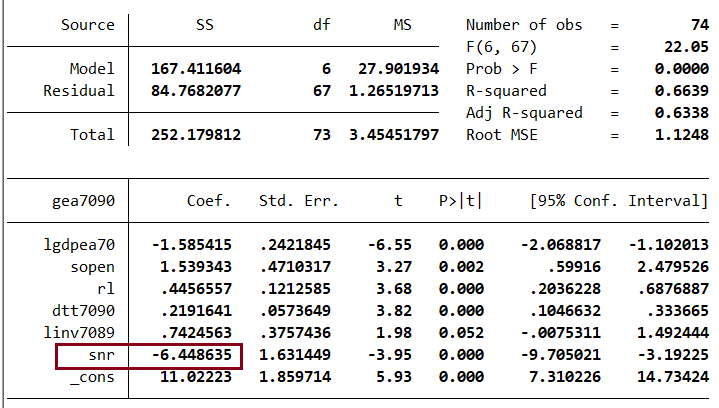 Source SS df MS Number of obs = 74
F(6, 67) = 22.05
Model 167.411604 6 27.901934 Prob > F = 0.0000
Residual 84.7682077 67 1.26519713 R-squared = 0.6639
Adj R-squared = 0.6338
Total 252.179812 73 3.45451797 Root MSE = 1.1248
gea7090 Coef. Std. Err. t P>|t| [95% Conf. Interval]
lgdpea70 -1.585415 .2421845 -6.55 0.000 -2.068817 -1.102013
sopen 1.539343 .4710317 3.27 0.002 .59916 2.479526
rl .4456557 .1212585 3.68 0.000 .2036228 .6876887
dtt7090 .2191641 .0573649 3.82 0.000 .1046632 .333665
linv7089 .7424563 .3757436 1.98 0.052 -.0075311 1.492444
snr -6.448635 1.631449 -3.95 0.000 -9.705021 -3.19225
_cons 11.02223 1.859714 5.93 0.000 7.310226 14.73424